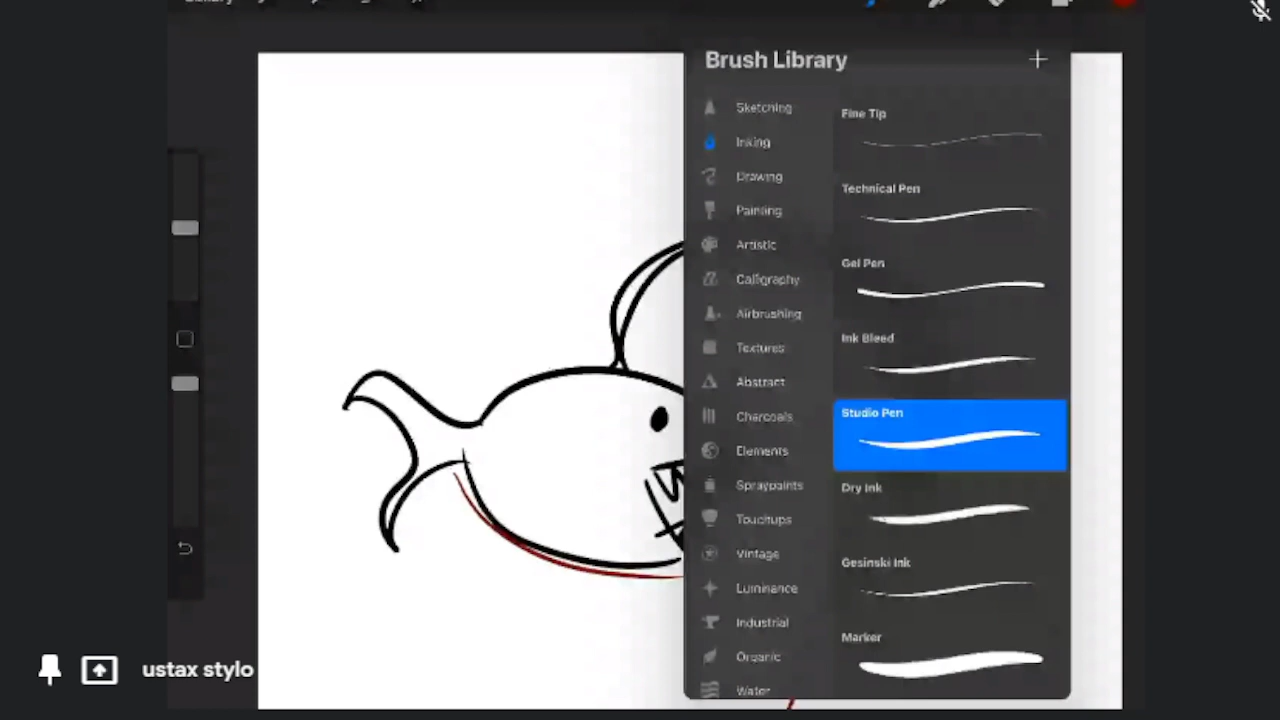 Brush Library
Sketching
Inking
Drawing
Painting
Artistic
Calligraphy
Airbrushing
Textures
Abstract
Charcoals
Elements
Spraypaints
Touchups
Vintage
Luminance
Industrial
Organic
Water
Fine Tip
Technical Pen
Gel Pen
Ink Bleed
Studio Pen
Dry Ink
Gesinski Ink
Marker
ustax stylo